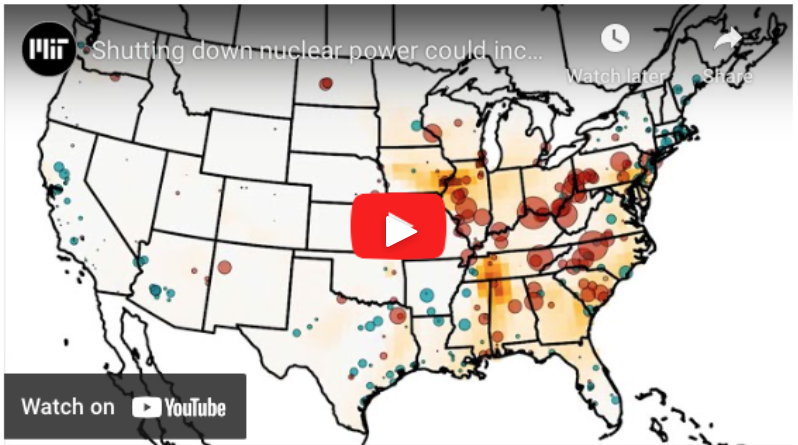 MIT
Shutting down nuclear power could inc...
Watch later
Share
Watch on YouTube